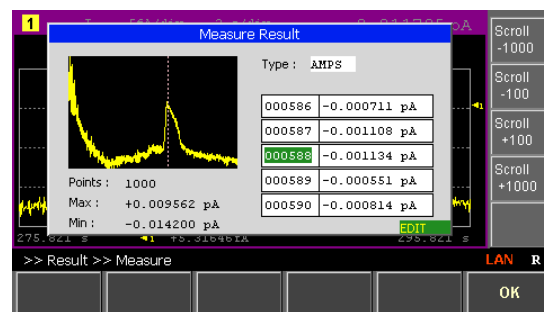 1
Measure Result
Type : AMPS
000586 -0.000711 pA
000587 -0.001108 pA
000588 -0.001134 pA
000589 -0.000551 pA
000590 -0.000814 pA
Points : 1000
Max : +0.009562 pA
Min : -0.014200 pA
EDIT
275.821 s
295.821 s
>> Result >> Measure
LAN R
Scroll
-1000
Scroll
-100
Scroll
+100
Scroll
+1000
OK